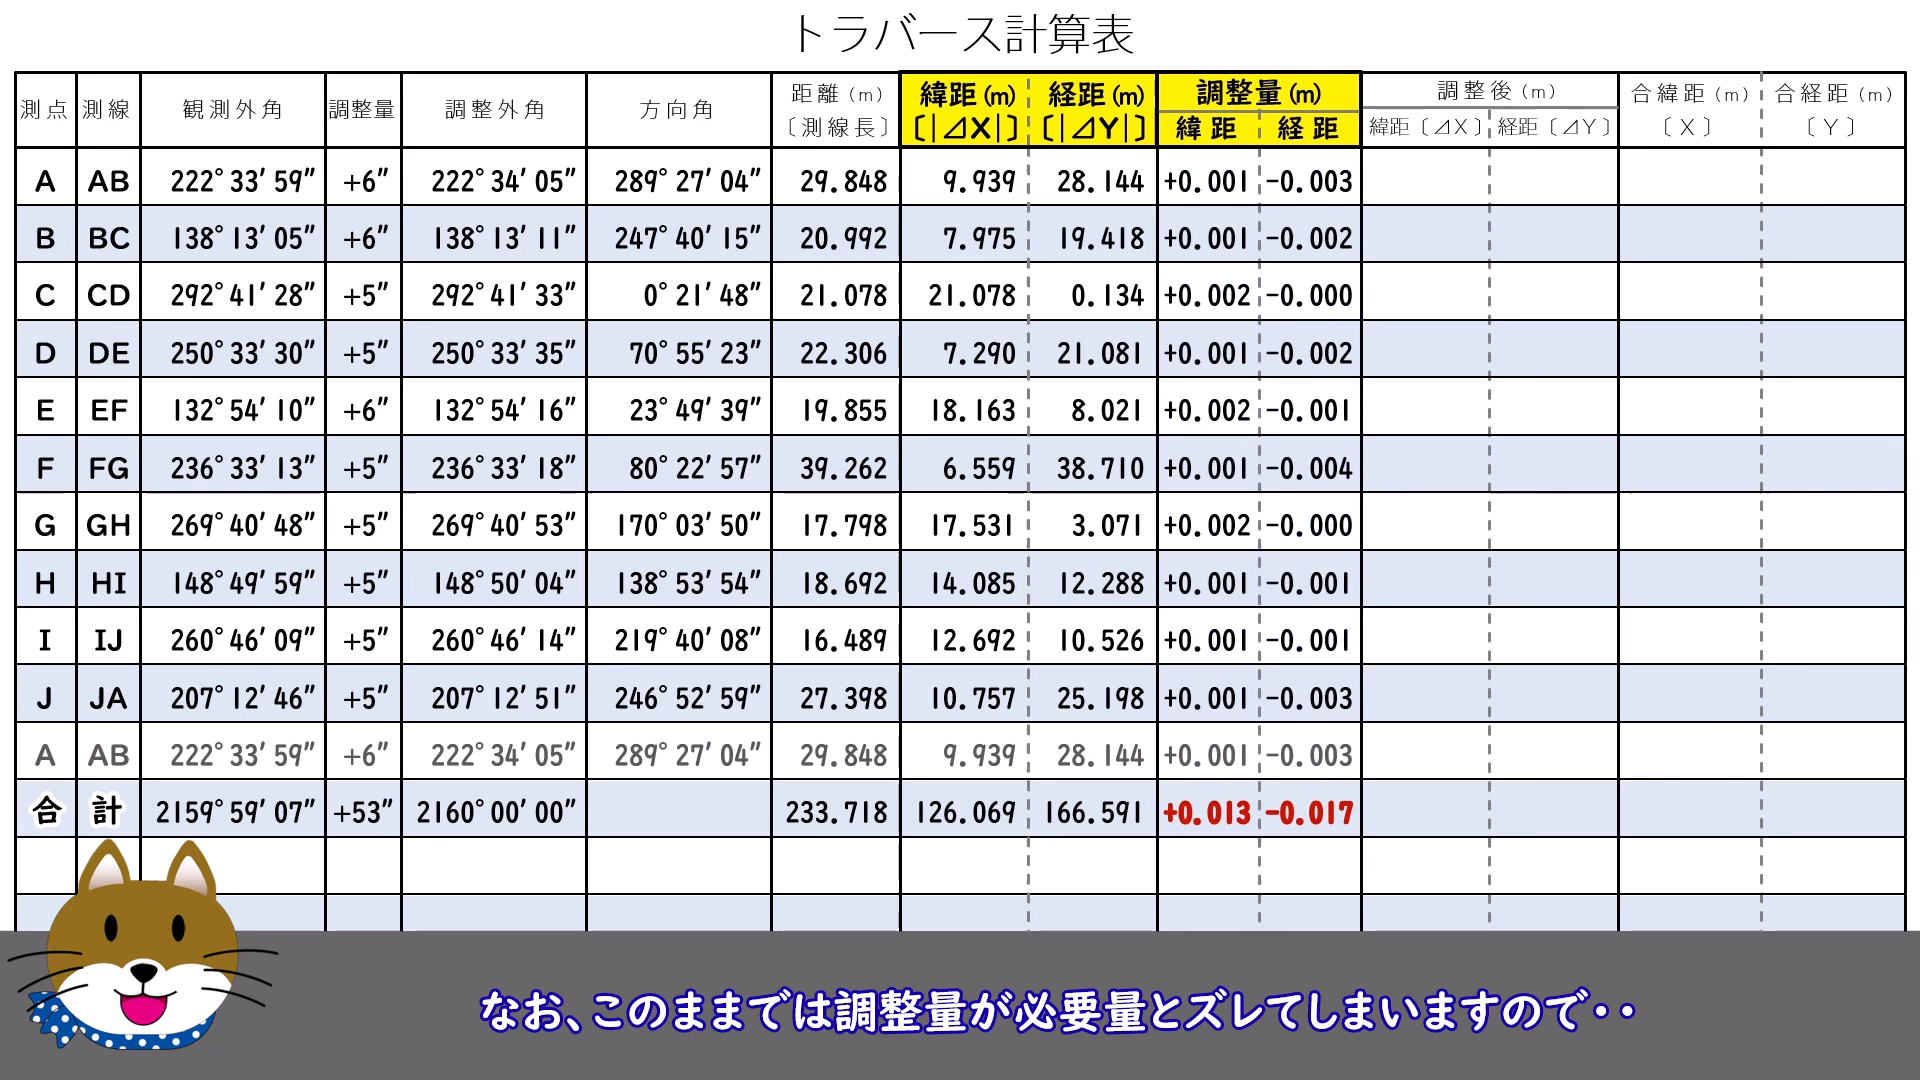 トラバース計算表
測点 測線 観測外角 調整量 調整外角 方向角 距離(m)〔測線長〕 緯距(m)〔|⊿X|〕 経距(m)〔|⊿Y|〕 調整量(m) 緯距 経距 調整後(m) 緯距〔⊿X〕 経距〔⊿Y〕 合緯距(m)〔X〕 合経距(m)〔Y〕
A AB 222°33′59″ +6″ 222°34′05″ 289°27′04″ 29.848 9.939 28.144 +0.001 -0.003
B BC 138°13′05″ +6″ 138°13′11″ 247°40′15″ 20.992 7.975 19.418 +0.001 -0.002
C CD 292°41′28″ +5″ 292°41′33″ 0°21′48″ 21.078 21.078 0.134 +0.002 -0.000
D DE 250°33′30″ +5″ 250°33′35″ 70°55′23″ 22.306 7.290 21.081 +0.001 -0.002
E EF 132°54′10″ +6″ 132°54′16″ 23°49′39″ 19.855 18.163 8.021 +0.002 -0.001
F FG 236°33′13″ +5″ 236°33′18″ 80°22′57″ 39.262 6.559 38.710 +0.001 -0.004
G GH 269°40′48″ +5″ 269°40′53″ 170°03′50″ 17.798 17.531 3.071 +0.002 -0.000
H HI 148°49′59″ +5″ 148°50′04″ 138°53′54″ 18.692 14.085 12.288 +0.001 -0.001
I IJ 260°46′09″ +5″ 260°46′14″ 219°40′08″ 16.489 12.692 10.526 +0.001 -0.001
J JA 207°12′46″ +5″ 207°12′51″ 246°52′59″ 27.398 10.757 25.198 +0.001 -0.003
A AB 222°33′59″ +6″ 222°34′05″ 289°27′04″ 29.848 9.939 28.144 +0.001 -0.003
合 計 2159°59′07″ +53″ 2160°00′00″ 233.718 126.069 166.591 +0.013 -0.017
なお、このままでは調整量が必要量とズレてしまいますので・・